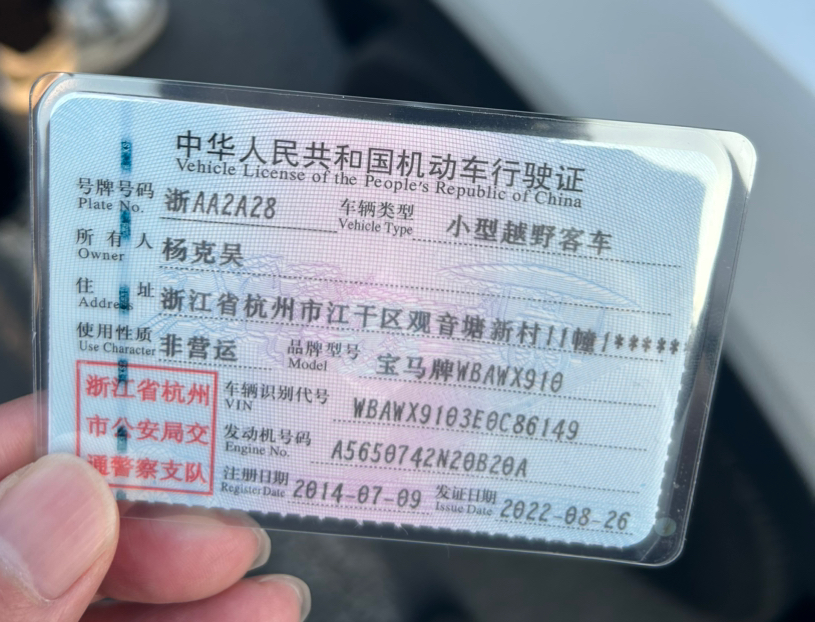 中华人民共和国机动车行驶证
Vehicle License of the People's Republic of China
号牌号码 浙AA2A28 车辆类型 小型越野客车
Plate No. Vehicle Type
所有人 杨克吴
Owner
住址 浙江省杭州市江干区观音塘新村11幢1*****
Address
使用性质 非营运 品牌型号 宝马牌WBAWX910
Use Character Model
浙江省杭州
市公安局交
通警察支队
车辆识别代号 WBAWX9103E0C86149
VIN
发动机号码 A5650742N20B20A
Engine No.
注册日期 2014-07-09 发证日期 2022-08-26
Register Date Issue Date